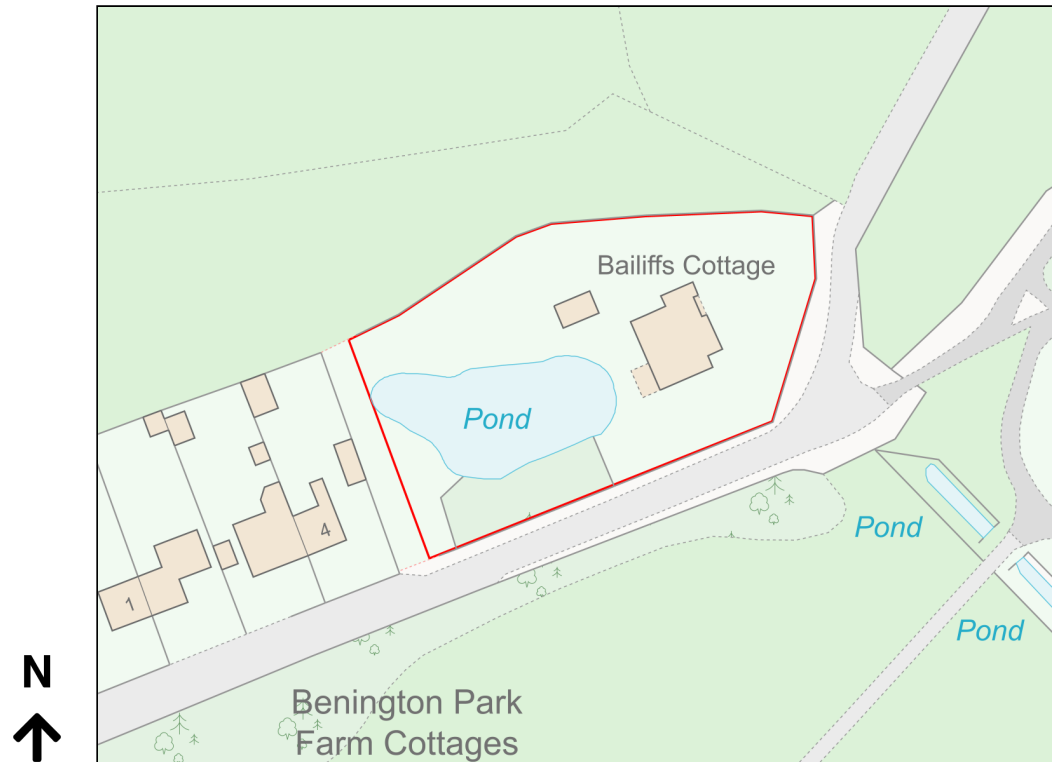 Bailiffs Cottage
Pond
4
1
Pond
Pond
N
Benington Park
Farm Cottages